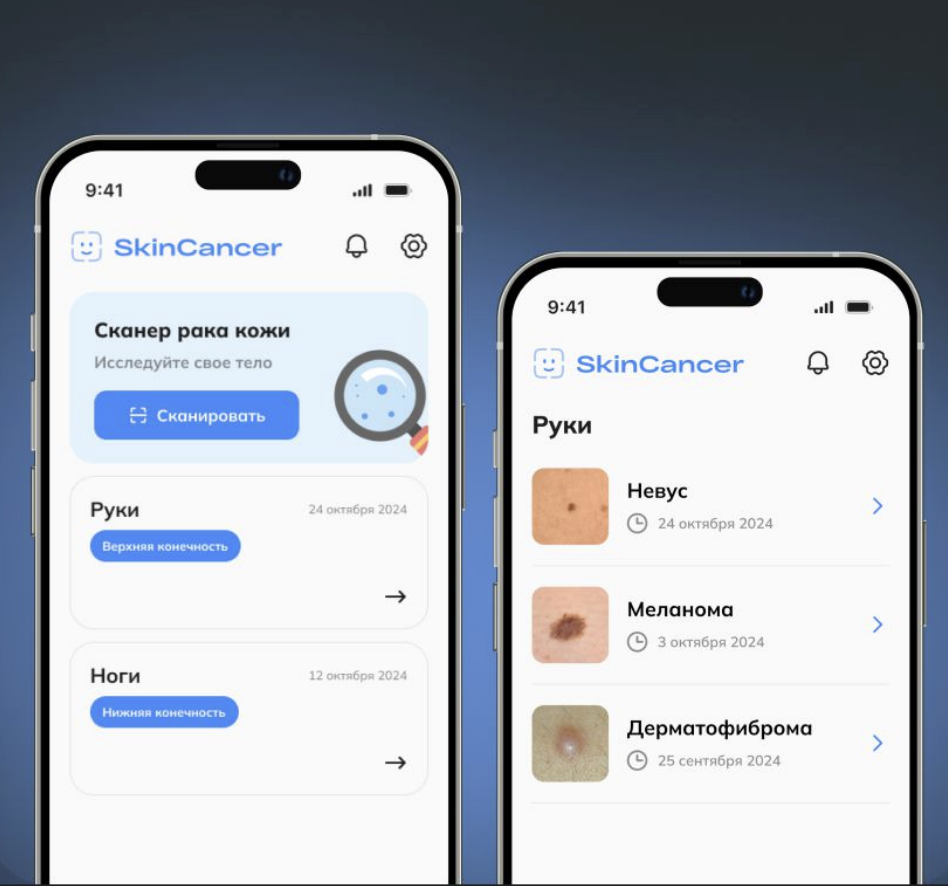 9:41
SkinCancer
Сканер рака кожи
Исследуйте свое тело
Сканировать
Руки
24 октября 2024
Верхняя конечность
Ноги
12 октября 2024
Нижняя конечность
9:41
SkinCancer
Руки
Невус
24 октября 2024
Меланома
3 октября 2024
Дерматофиброма
25 сентября 2024